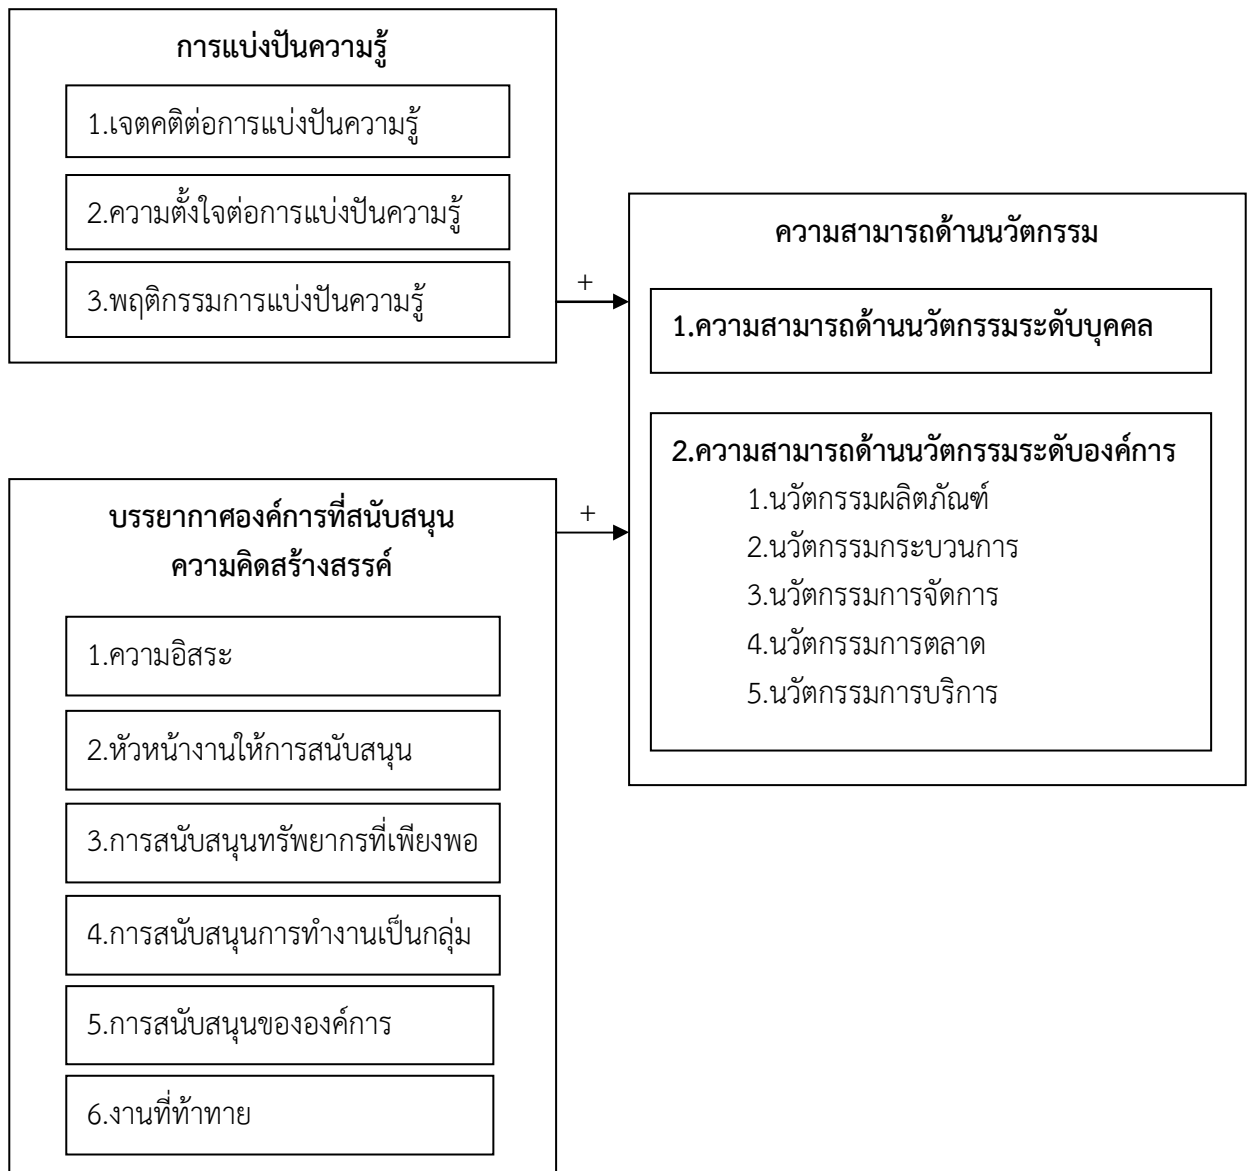 การแบ่งปันความรู้
1.เจตคติต่อการแบ่งปันความรู้
2.ความตั้งใจต่อการแบ่งปันความรู้
3.พฤติกรรมการแบ่งปันความรู้
+
ความสามารถด้านนวัตกรรม
1.ความสามารถด้านนวัตกรรมระดับบุคคล
2.ความสามารถด้านนวัตกรรมระดับองค์การ
1.นวัตกรรมผลิตภัณฑ์
2.นวัตกรรมกระบวนการ
3.นวัตกรรมการจัดการ
4.นวัตกรรมการตลาด
5.นวัตกรรมการบริการ
บรรยากาศองค์การที่สนับสนุน
ความคิดสร้างสรรค์
+
1.ความอิสระ
2.หัวหน้างานให้การสนับสนุน
3.การสนับสนุนทรัพยากรที่เพียงพอ
4.การสนับสนุนการทำงานเป็นกลุ่ม
5.การสนับสนุนขององค์การ
6.งานที่ท้าทาย